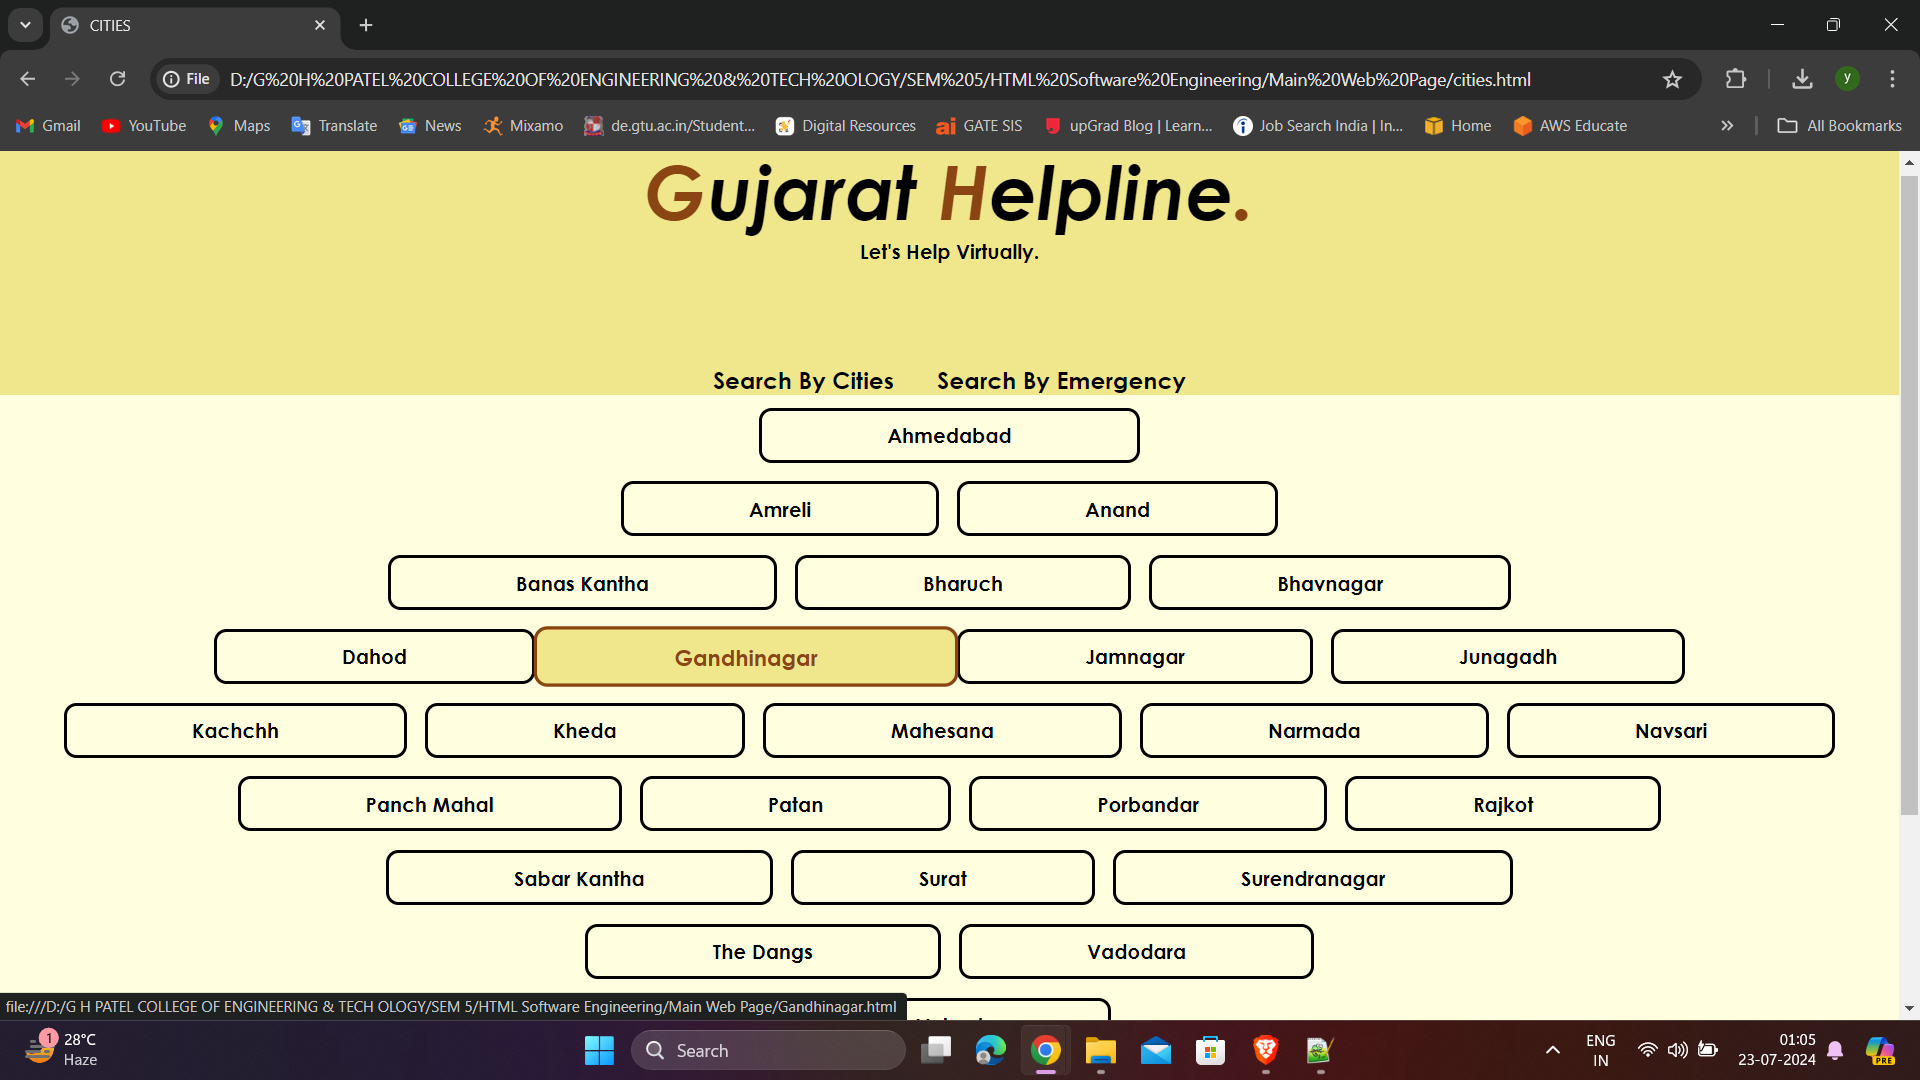 CITIES
File D:/G%20H%20PATEL%20COLLEGE%20OF%20ENGINEERING%20&%20TECH%20OLOGY/SEM%205/HTML%20Software%20Engineering/Main%20Web%20Page/cities.html y
Gmail YouTube Maps Translate News Mixamo de.gtu.ac.in/Student... Digital Resources ai GATE SIS upGrad Blog | Learn... Job Search India | In... Home AWS Educate » All Bookmarks
Gujarat Helpline.
Let's Help Virtually.
Search By Cities Search By Emergency
Ahmedabad
Amreli Anand
Banas Kantha Bharuch Bhavnagar
Dahod Gandhinagar Jamnagar Junagadh
Kachchh Kheda Mahesana Narmada Navsari
Panch Mahal Patan Porbandar Rajkot
Sabar Kantha Surat Surendranagar
The Dangs Vadodara
file:///D:/G H PATEL COLLEGE OF ENGINEERING & TECH OLOGY/SEM 5/HTML Software Engineering/Main Web Page/Gandhinagar.html
1 28°C
Haze
Search
ENG
IN
01:05
23-07-2024
PRE